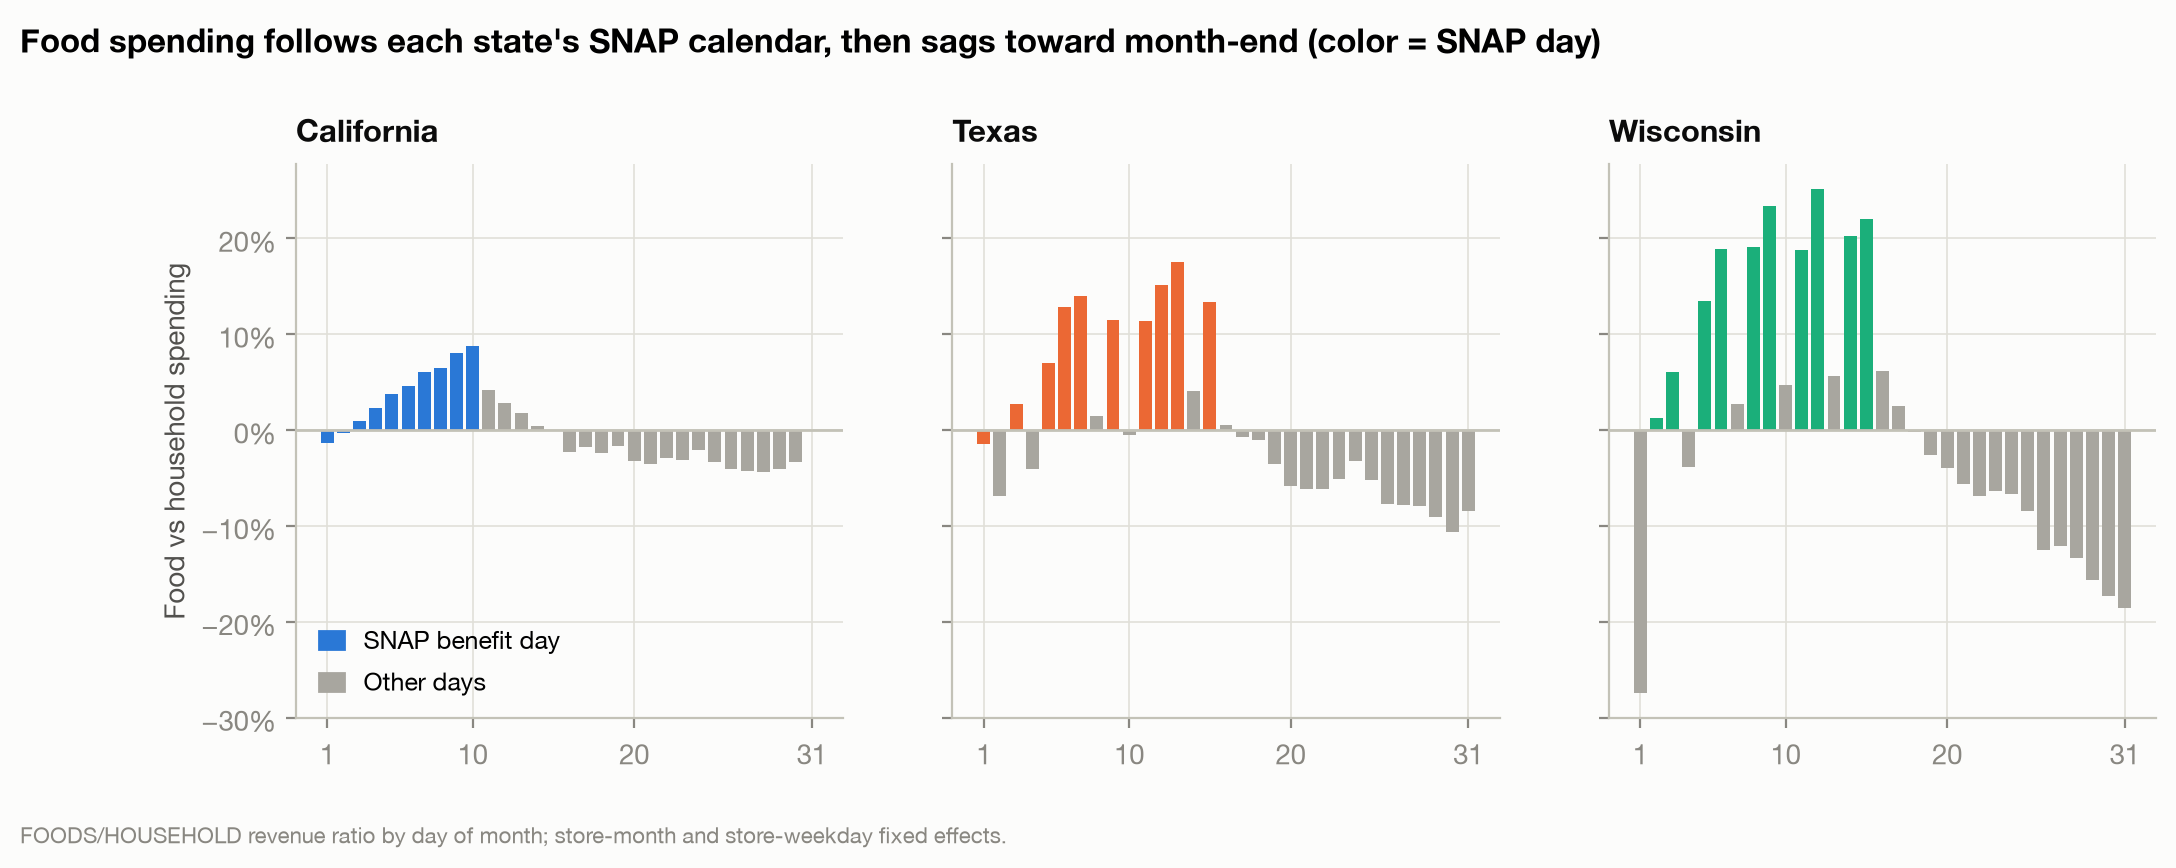 Food spending follows each state's SNAP calendar, then sags toward month-end (color = SNAP day)
California
Texas
Wisconsin
Food vs household spending
20%
10%
0%
−10%
−20%
−30%
SNAP benefit day
Other days
1 10 20 31
1 10 20 31
1 10 20 31
FOODS/HOUSEHOLD revenue ratio by day of month; store-month and store-weekday fixed effects.